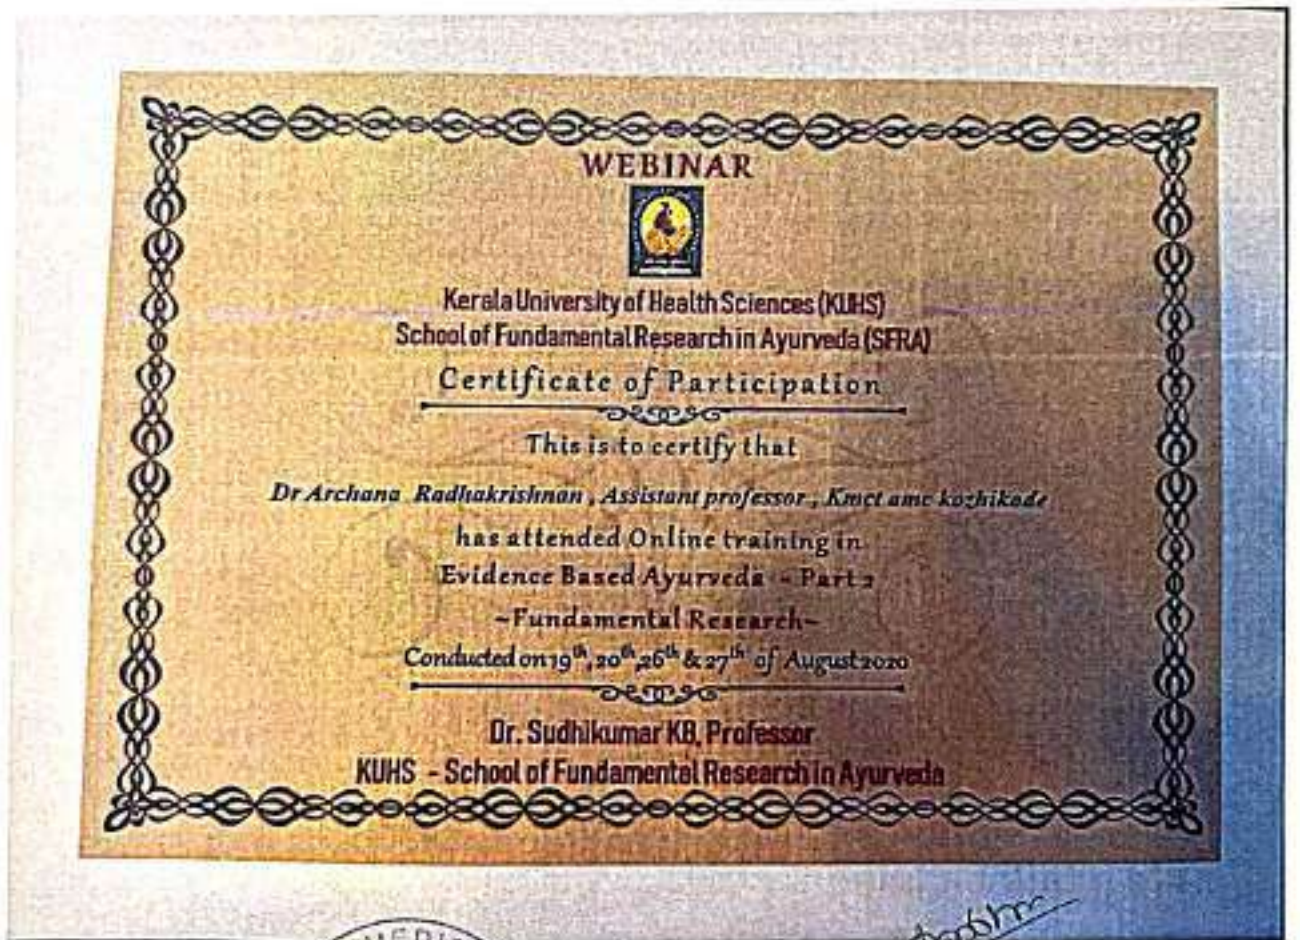 WEBINAR
Kerala University of Health Sciences (KUHS)
School of Fundamental Research in Ayurveda (SFRA)
Certificate of Participation
This is to certify that
Dr Archana Radhakrishnan , Assistant professor , Kmct amc kozhikode
has attended Online training in
Evidence Based Ayurveda - Part 2
~Fundamental Research~
Conducted on 19th, 20th, 26th & 27th of August 2020
Dr. Sudhikumar KB, Professor
KUHS - School of Fundamental Research in Ayurveda